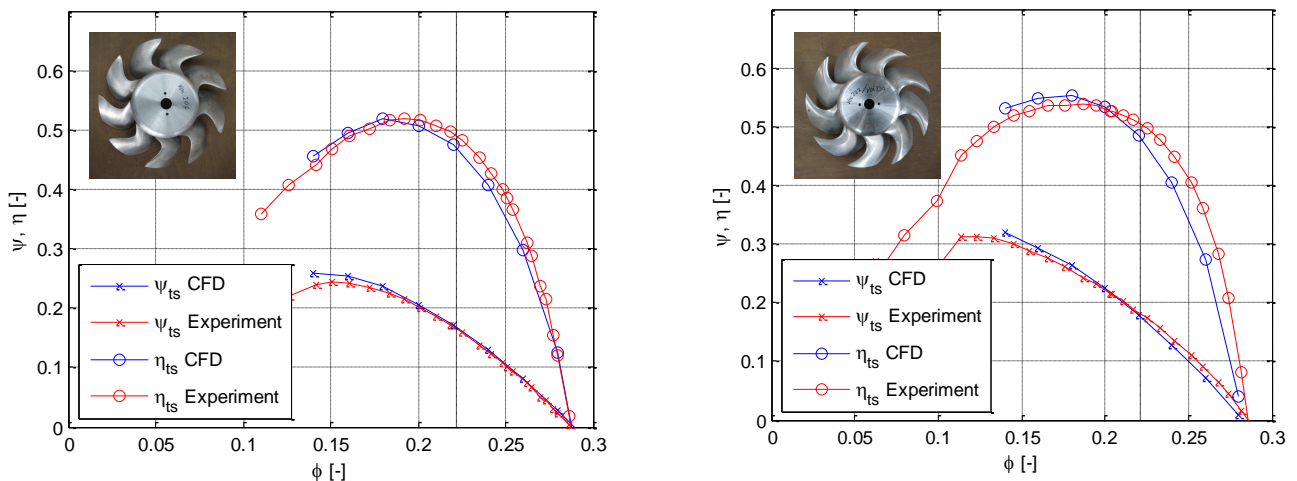 0.6
0.5
0.4
0.3
0.2
0.1
0
ψ, η [-]
ψts CFD
ψts Experiment
ηts CFD
ηts Experiment
0 0.05 0.1 0.15 0.2 0.25 0.3
ϕ [-]
0.6
0.5
0.4
0.3
0.2
0.1
0
ψ, η [-]
ψts CFD
ψts Experiment
ηts CFD
ηts Experiment
0 0.05 0.1 0.15 0.2 0.25 0.3
ϕ [-]